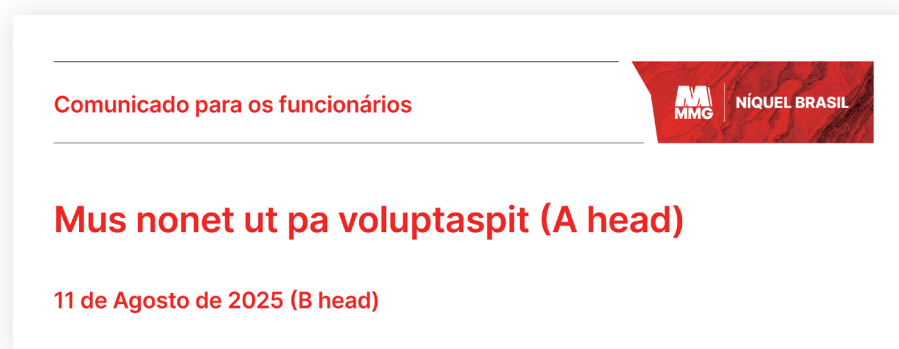 Comunicado para os funcionários
MMG
NÍQUEL BRASIL
Mus nonet ut pa voluptaspit (A head)
11 de Agosto de 2025 (B head)